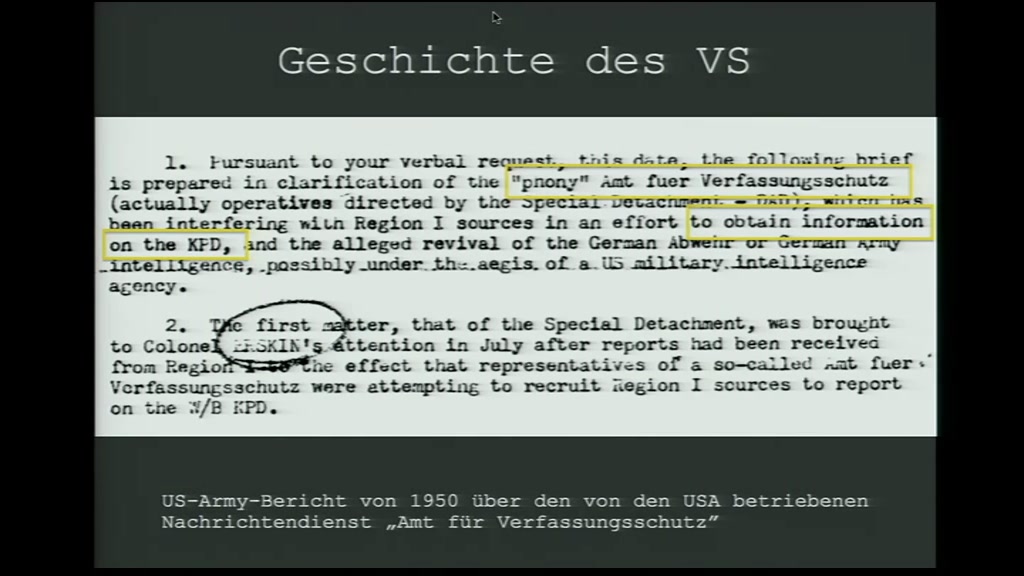 Geschichte des VS
1. Pursuant to your verbal request, this date, the following brief
is prepared in clarification of the "pnony" Amt fuer Verfassungsschutz
(actually operatives directed by the Special Detachment - DAD), which has
been interfering with Region I sources in an effort to obtain information
on the KPD, and the alleged revival of the German Abwehr or German Army
intelligence, possibly under the aegis of a US military intelligence
agency.
2. The first matter, that of the Special Detachment, was brought
to Colonel ERSKIN's attention in July after reports had been received
from Region I to the effect that representatives of a so-called Amt fuer
Verfassungsschutz were attempting to recruit Region I sources to report
on the W/B KPD.
US-Army-Bericht von 1950 über den von den USA betriebenen
Nachrichtendienst „Amt für Verfassungsschutz”